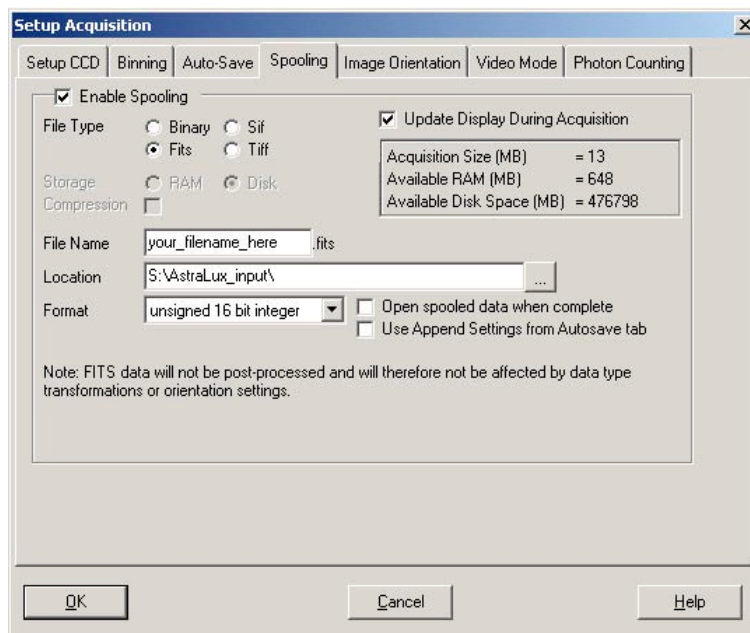 Setup Acquisition
Setup CCD Binning Auto-Save Spooling Image Orientation Video Mode Photon Counting
Enable Spooling
File Type Binary Sif
Fits Tiff
Storage RAM Disk
Compression
Update Display During Acquisition
Acquisition Size (MB) = 13
Available RAM (MB) = 648
Available Disk Space (MB) = 476798
File Name your_filename_here .fits
Location S:\AstraLux_input\ ...
Format unsigned 16 bit integer
Open spooled data when complete
Use Append Settings from Autosave tab
Note: FITS data will not be post-processed and will therefore not be affected by data type
transformations or orientation settings.
OK Cancel Help